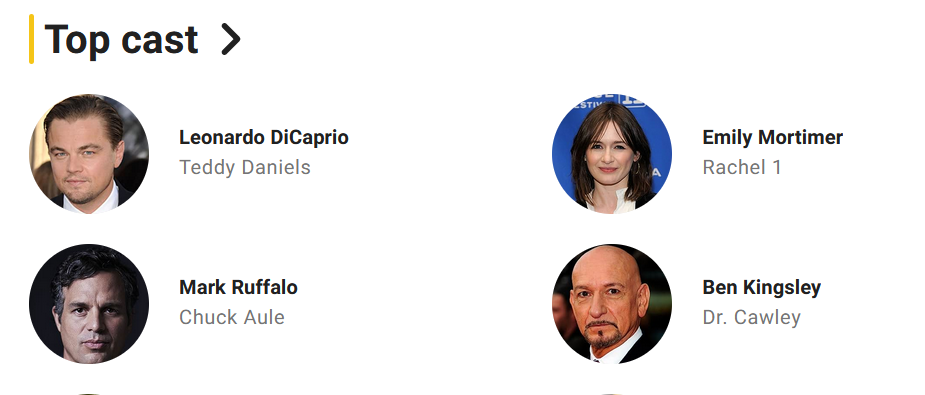 Top cast
Leonardo DiCaprio
Teddy Daniels
Emily Mortimer
Rachel 1
Mark Ruffalo
Chuck Aule
Ben Kingsley
Dr. Cawley